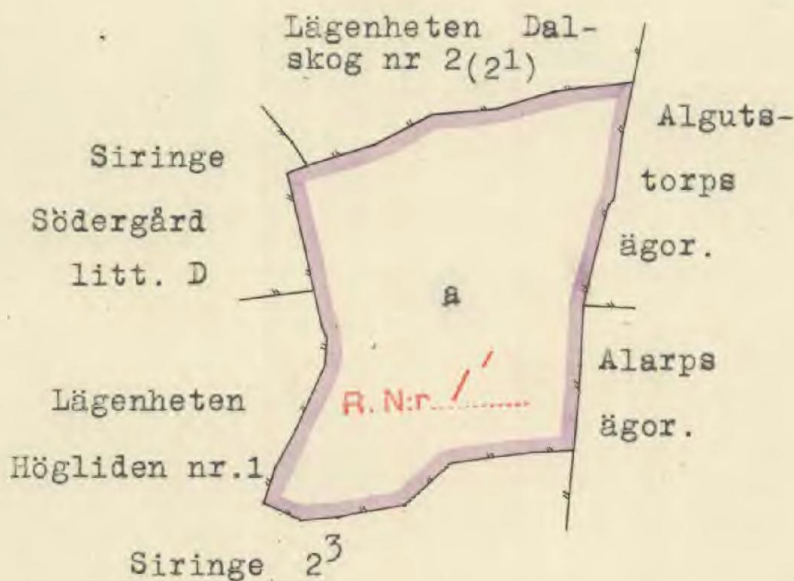 Lägenheten Dal-
skog nr 2(2¹)
Alguts-
torps
ägor.
Siringe
Södergård
litt. D
a
Alarps
ägor.
R. N:r 1'
Lägenheten
Högliden nr.1
Siringe 2³